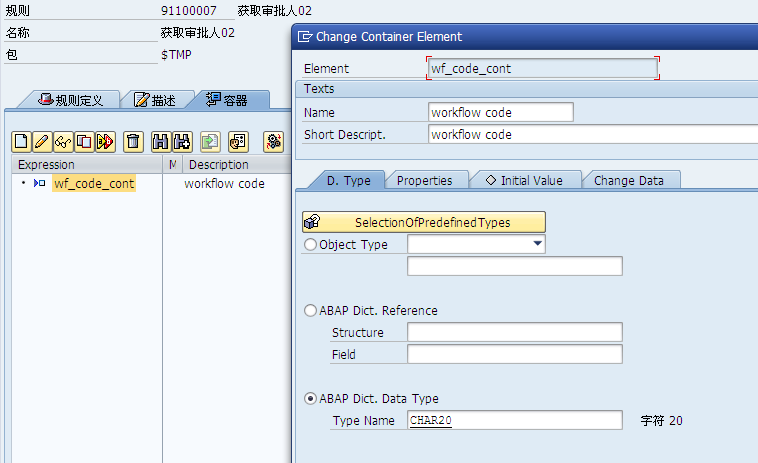 规则 91100007 获取审批人02
名称 获取审批人02
包 $TMP
规则定义 描述 容器
Expression M Description
wf_code_cont workflow code
Change Container Element
Element wf_code_cont
Texts
Name workflow code
Short Descript. workflow code
D. Type Properties Initial Value Change Data
SelectionOfPredefinedTypes
Object Type
ABAP Dict. Reference
Structure
Field
ABAP Dict. Data Type
Type Name CHAR20 字符 20